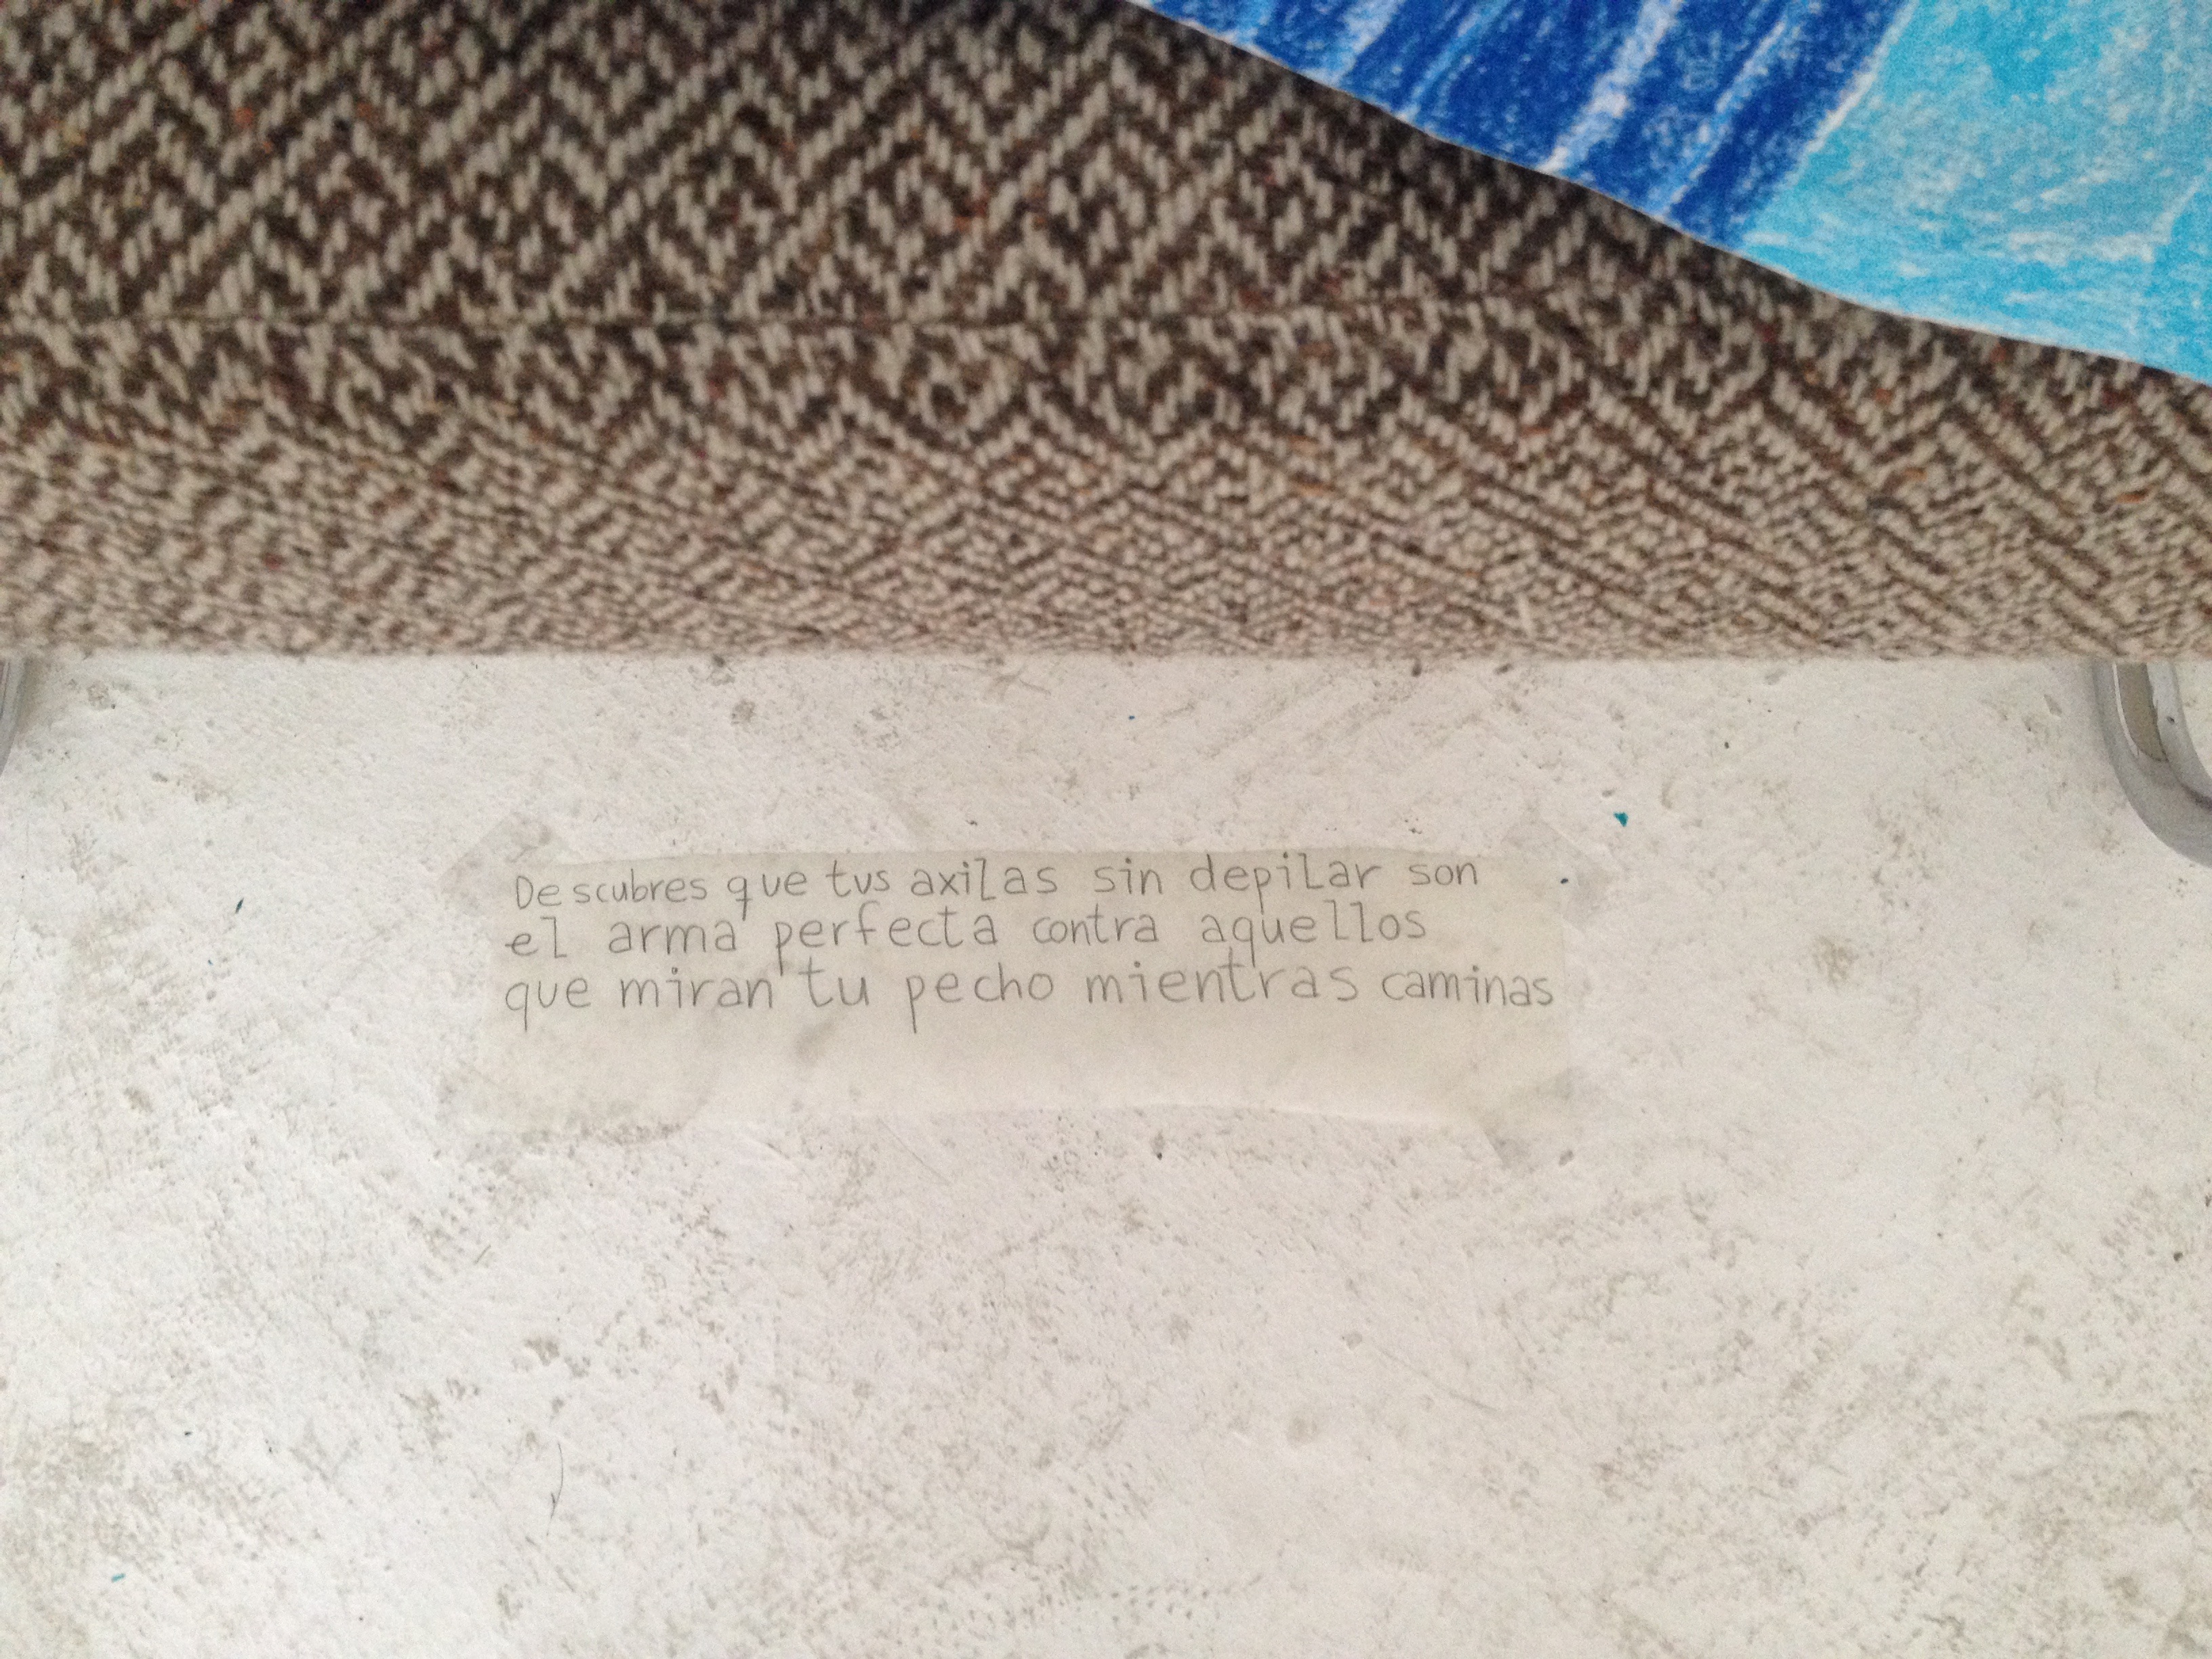 Descubres que tus axilas sin depilar son
el arma perfecta contra aquellos
que miran tu pecho mientras caminas